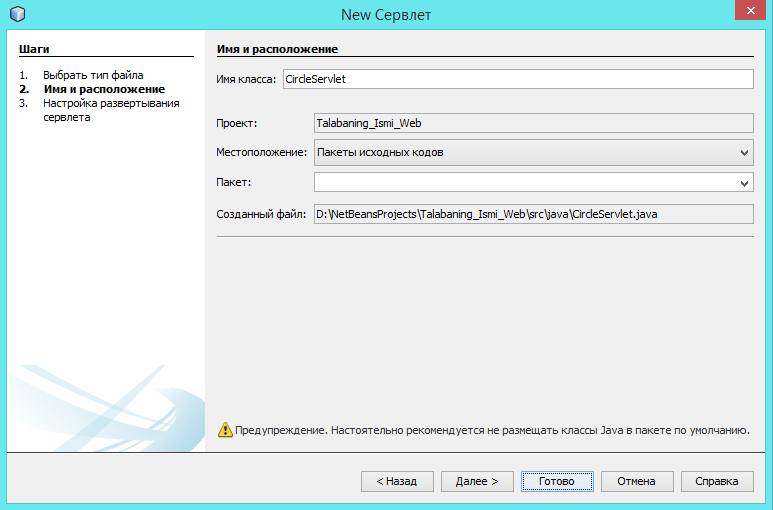 New Сервлет
Шаги
1. Выбрать тип файла
2. Имя и расположение
3. Настройка развертывания
сервлета
Имя и расположение
Имя класса: CircleServlet
Проект: Talabaning_Ismi_Web
Местоположение: Пакеты исходных кодов
Пакет:
Созданный файл: D:\NetBeansProjects\Talabaning_Ismi_Web\src\java\CircleServlet.java
Предупреждение. Настоятельно рекомендуется не размещать классы Java в пакете по умолчанию.
< Назад Далее > Готово Отмена Справка